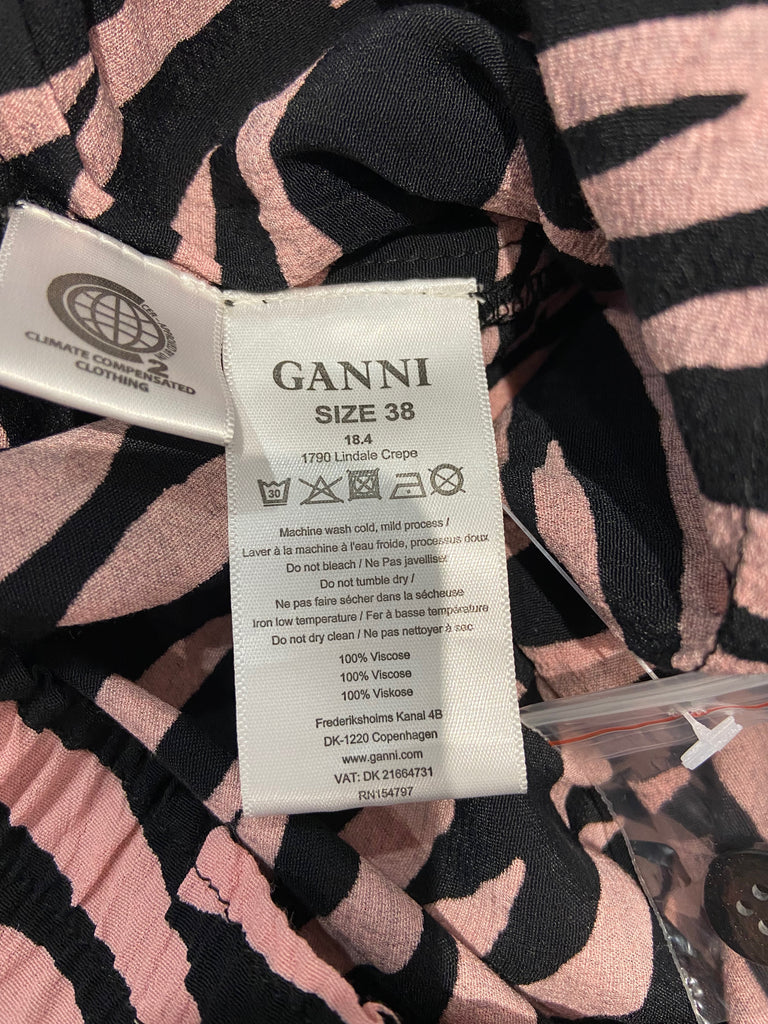 CLIMATE COMPENSATED
CLOTHING
2
GANNI
SIZE 38
18.4
1790 Lindale Crepe
30
Machine wash cold, mild process /
Laver à la machine à l'eau froide, processus doux
Do not bleach / Ne Pas javelliser
Do not tumble dry /
Ne pas faire sécher dans la sécheuse
Iron low temperature / Fer à basse température
Do not dry clean / Ne pas nettoyer à sec
100% Viscose
100% Viscose
100% Viskose
Frederiksholms Kanal 4B
DK-1220 Copenhagen
www.ganni.com
VAT: DK 21664731
RN154797